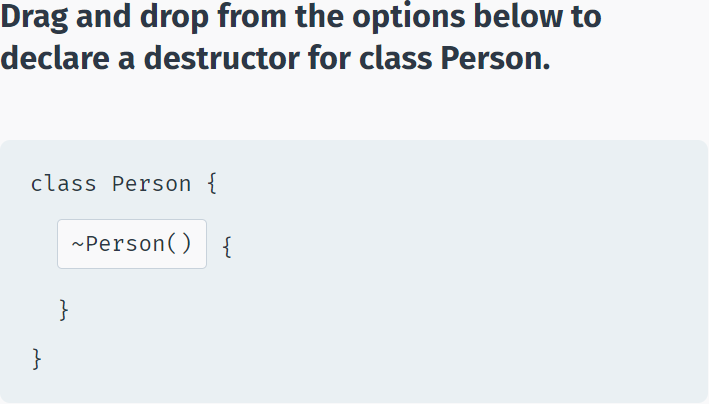 Drag and drop from the options below to
declare a destructor for class Person.
class Person {
~Person() {
}
}